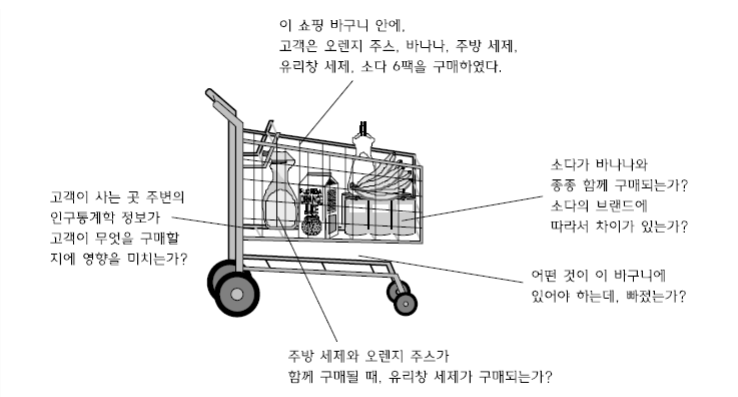 이 쇼핑 바구니 안에,
고객은 오렌지 주스, 바나나, 주방 세제,
유리창 세제, 소다 6팩을 구매하였다.
소다가 바나나와
종종 함께 구매되는가?
소다의 브랜드에
따라서 차이가 있는가?
고객이 사는 곳 주변의
인구통계학 정보가
고객이 무엇을 구매할
지에 영향을 미치는가?
어떤 것이 이 바구니에
있어야 하는데, 빠졌는가?
주방 세제와 오렌지 주스가
함께 구매될 때, 유리창 세제가 구매되는가?